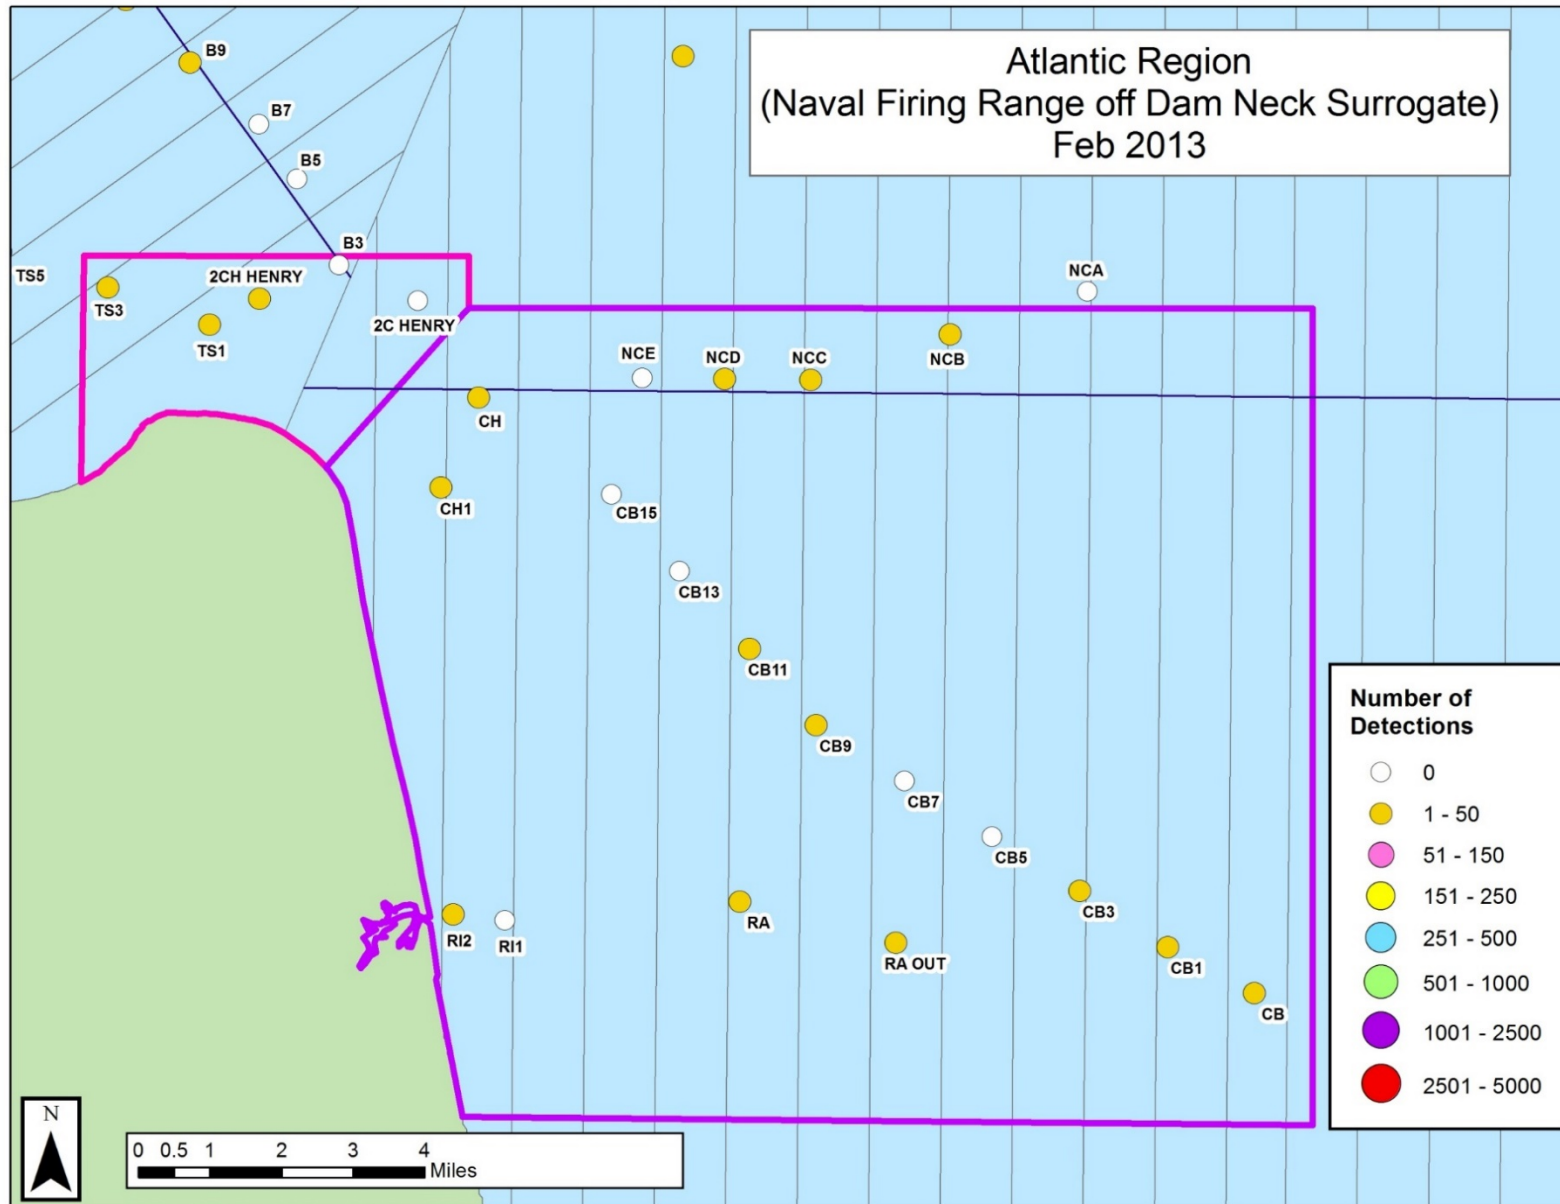 Atlantic Region
(Naval Firing Range off Dam Neck Surrogate)
Feb 2013
B9
B7
B5
B3
TS5
TS3
2CH HENRY
TS1
2C HENRY
NCA
NCB
NCE
NCD
NCC
CH
CH1
CB15
CB13
CB11
CB9
CB7
CB5
CB3
CB1
CB
RA
RA OUT
RI2
RI1
Number of
Detections
0
1 - 50
51 - 150
151 - 250
251 - 500
501 - 1000
1001 - 2500
2501 - 5000
N
0 0.5 1 2 3 4
Miles